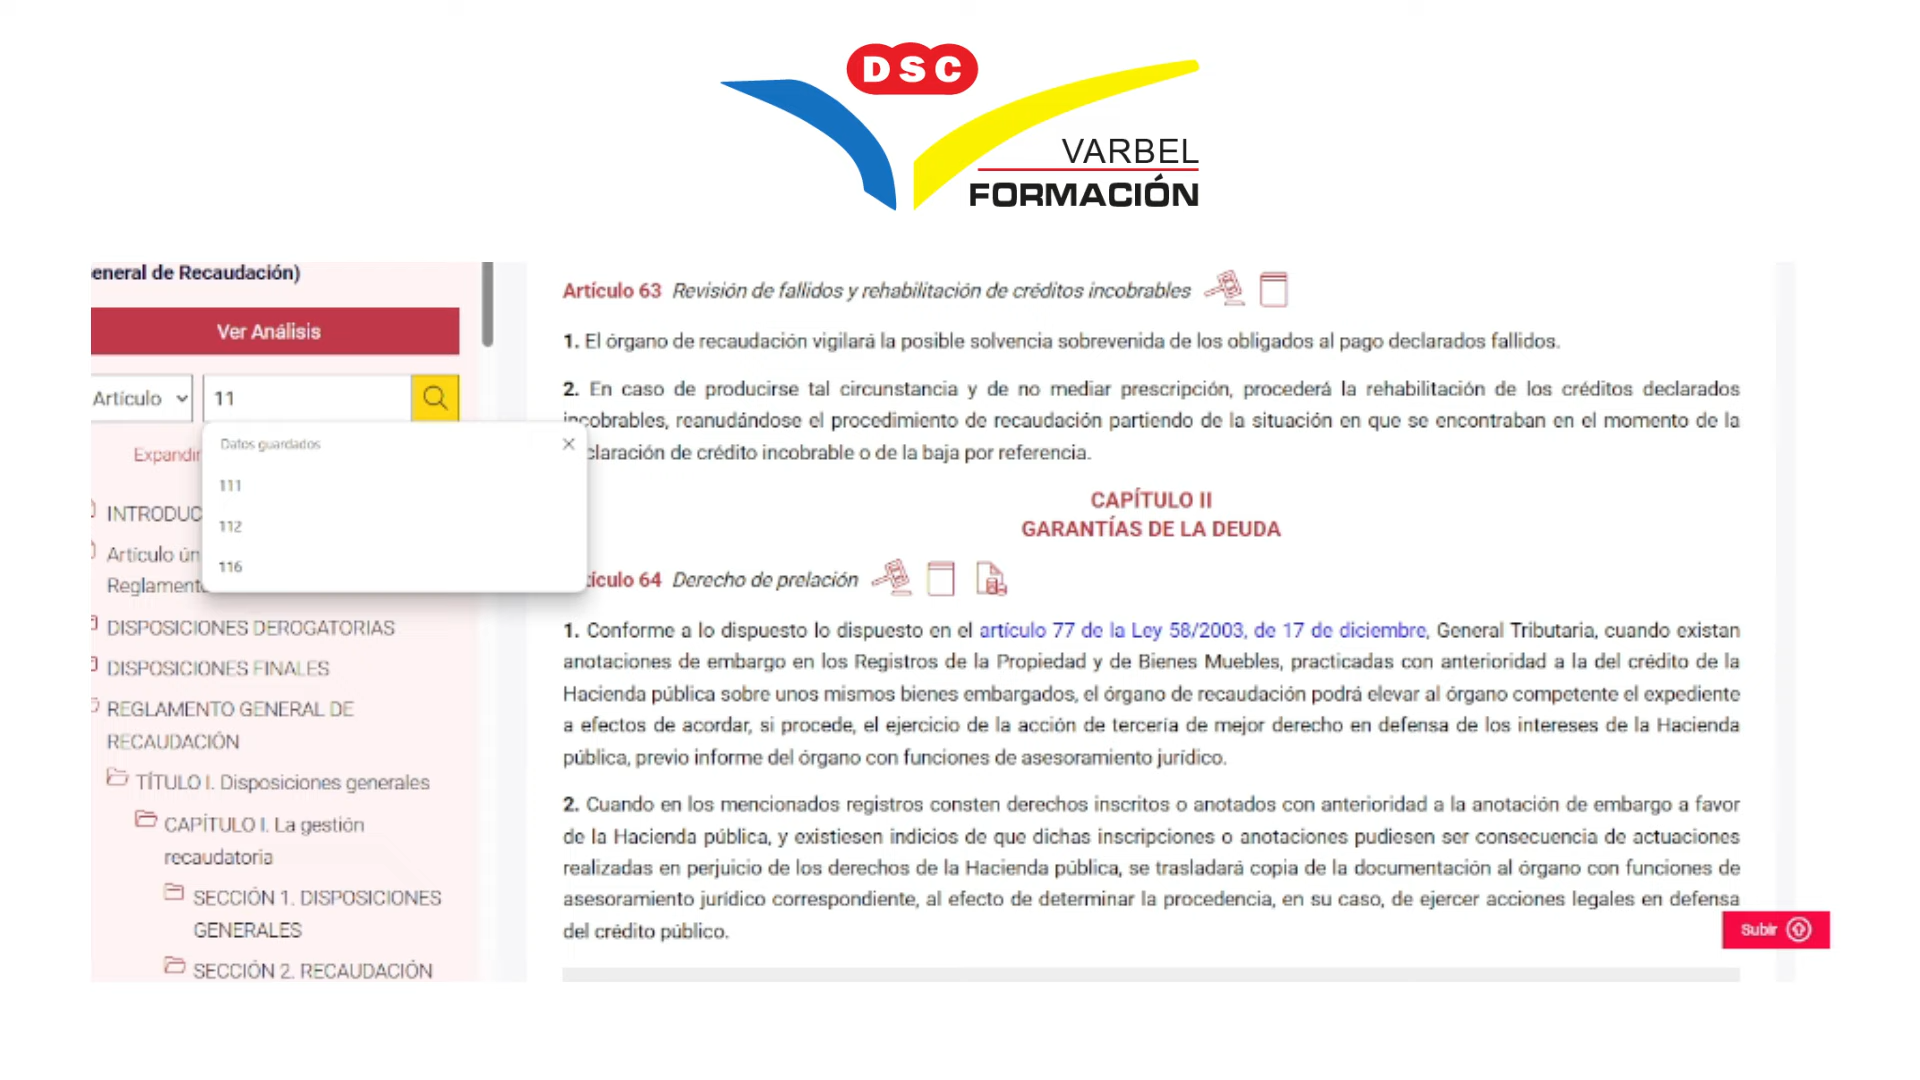 DSC
VARBEL
FORMACIÓN
eneral de Recaudación)
Ver Análisis
Artículo
11
Expandir
Datos guardados
111
112
116
INTRODUC
Artículo ún
Reglamento
DISPOSICIONES DEROGATORIAS
DISPOSICIONES FINALES
REGLAMENTO GENERAL DE
RECAUDACIÓN
TÍTULO I. Disposiciones generales
CAPÍTULO I. La gestión
recaudatoria
SECCIÓN 1. DISPOSICIONES
GENERALES
SECCIÓN 2. RECAUDACIÓN
Artículo 63 Revisión de fallidos y rehabilitación de créditos incobrables
1. El órgano de recaudación vigilará la posible solvencia sobrevenida de los obligados al pago declarados fallidos.
2. En caso de producirse tal circunstancia y de no mediar prescripción, procederá la rehabilitación de los créditos declarados
incobrables, reanudándose el procedimiento de recaudación partiendo de la situación en que se encontraban en el momento de la
claración de crédito incobrable o de la baja por referencia.
CAPÍTULO II
GARANTÍAS DE LA DEUDA
ículo 64 Derecho de prelación
1. Conforme a lo dispuesto lo dispuesto en el artículo 77 de la Ley 58/2003, de 17 de diciembre, General Tributaria, cuando existan
anotaciones de embargo en los Registros de la Propiedad y de Bienes Muebles, practicadas con anterioridad a la del crédito de la
Hacienda pública sobre unos mismos bienes embargados, el órgano de recaudación podrá elevar al órgano competente el expediente
a efectos de acordar, si procede, el ejercicio de la acción de tercería de mejor derecho en defensa de los intereses de la Hacienda
pública, previo informe del órgano con funciones de asesoramiento jurídico.
2. Cuando en los mencionados registros consten derechos inscritos o anotados con anterioridad a la anotación de embargo a favor
de la Hacienda pública, y existiesen indicios de que dichas inscripciones o anotaciones pudiesen ser consecuencia de actuaciones
realizadas en perjuicio de los derechos de la Hacienda pública, se trasladará copia de la documentación al órgano con funciones de
asesoramiento jurídico correspondiente, al efecto de determinar la procedencia, en su caso, de ejercer acciones legales en defensa
del crédito público.
Subir